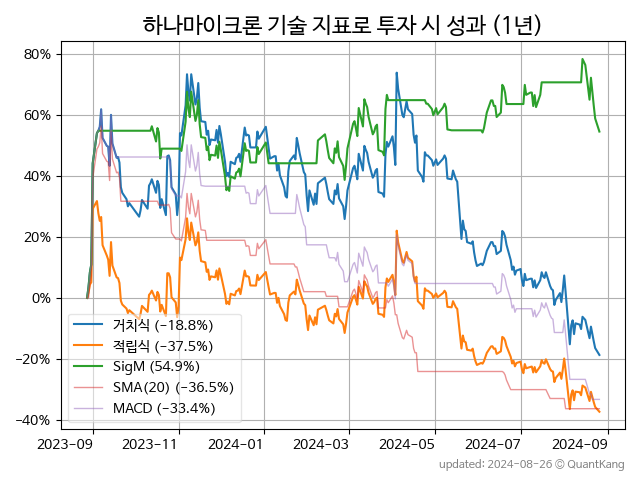 하나마이크론 기술 지표로 투자 시 성과 (1년)
80%
60%
40%
20%
0%
−20%
−40%
거치식 (−18.8%)
적립식 (−37.5%)
SigM (54.9%)
SMA(20) (−36.5%)
MACD (−33.4%)
2023-09 2023-11 2024-01 2024-03 2024-05 2024-07 2024-09
updated: 2024-08-26 © QuantKang